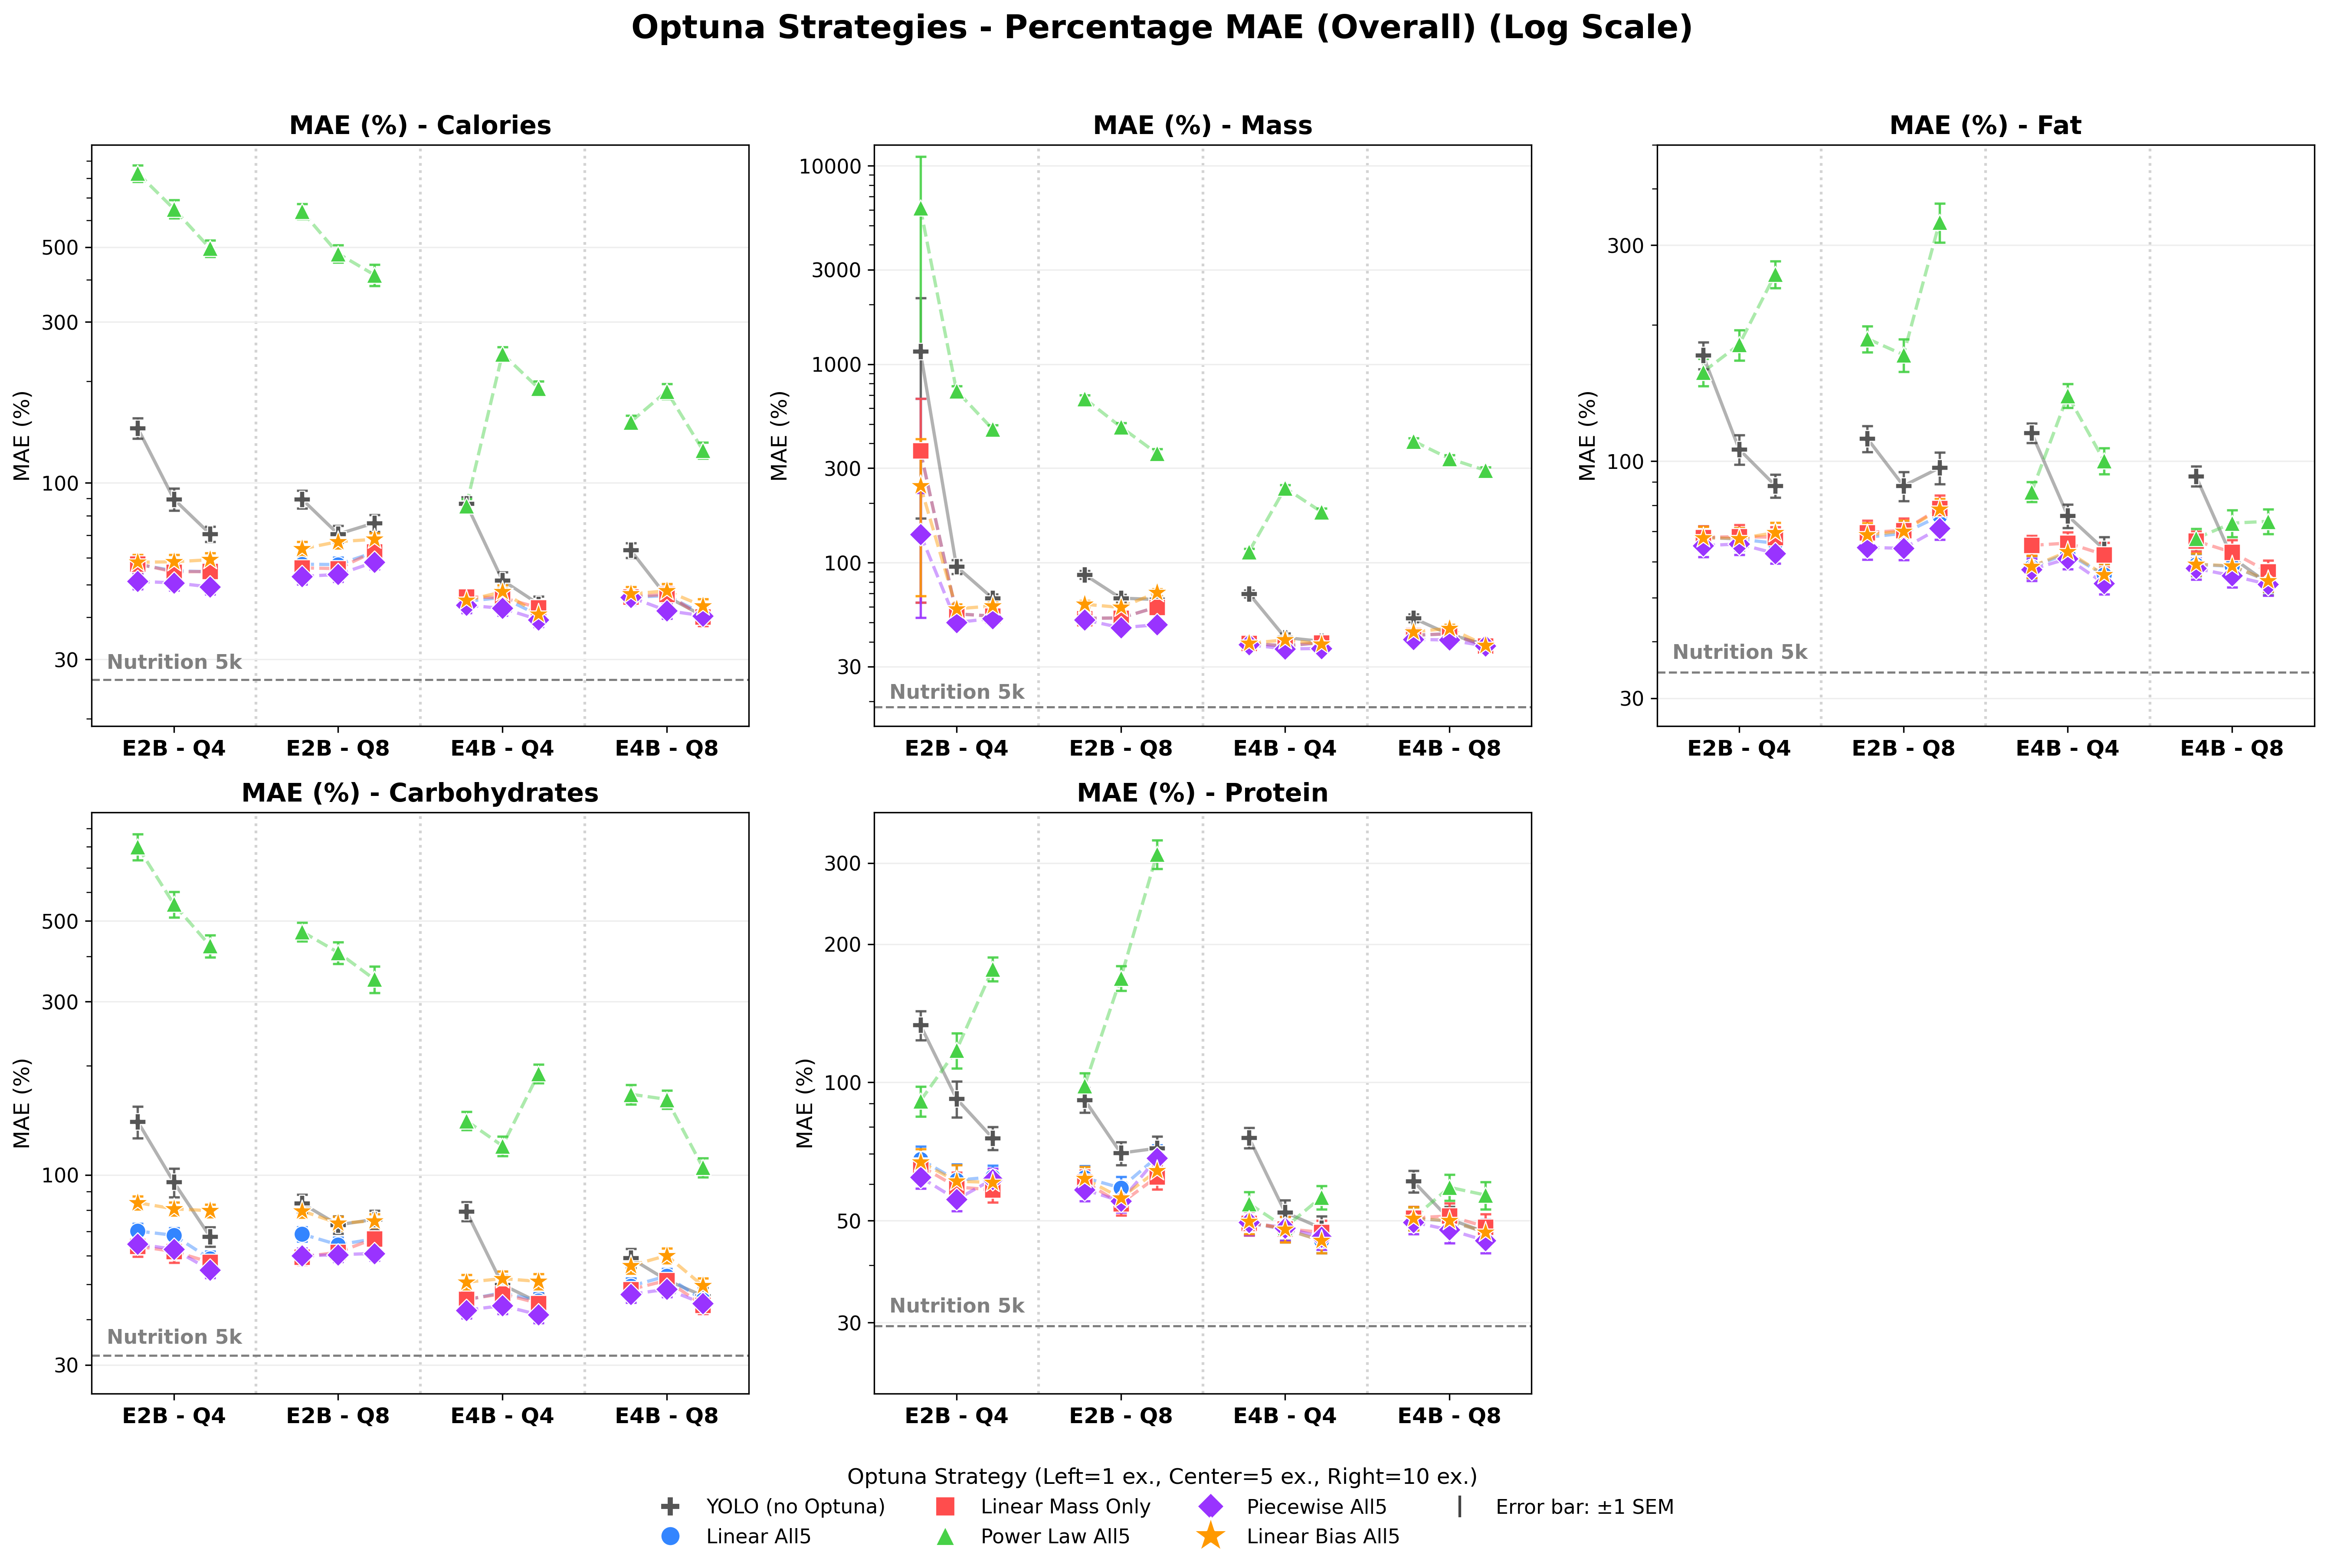 Optuna Strategies - Percentage MAE (Overall) (Log Scale)
MAE (%) - Calories
MAE (%)
500
300
100
30
Nutrition 5k
E2B - Q4
E2B - Q8
E4B - Q4
E4B - Q8
MAE (%) - Mass
MAE (%)
10000
3000
1000
300
100
30
Nutrition 5k
E2B - Q4
E2B - Q8
E4B - Q4
E4B - Q8
MAE (%) - Fat
MAE (%)
300
100
30
Nutrition 5k
E2B - Q4
E2B - Q8
E4B - Q4
E4B - Q8
MAE (%) - Carbohydrates
MAE (%)
500
300
100
30
Nutrition 5k
E2B - Q4
E2B - Q8
E4B - Q4
E4B - Q8
MAE (%) - Protein
MAE (%)
300
200
100
50
30
Nutrition 5k
E2B - Q4
E2B - Q8
E4B - Q4
E4B - Q8
Optuna Strategy (Left=1 ex., Center=5 ex., Right=10 ex.)
YOLO (no Optuna)
Linear All5
Linear Mass Only
Power Law All5
Piecewise All5
Linear Bias All5
Error bar: ±1 SEM